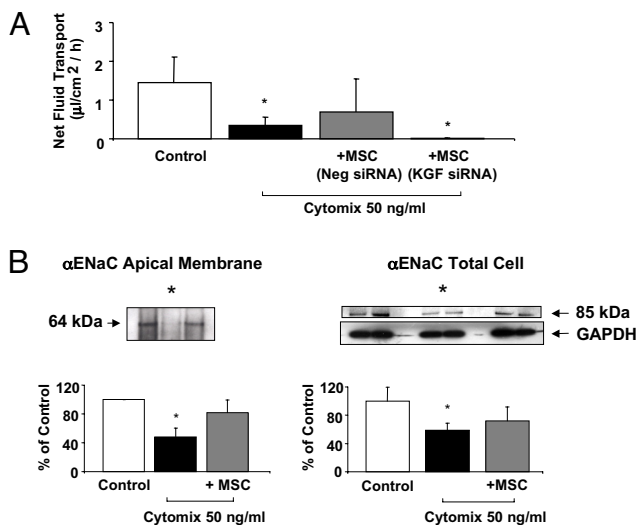 A
Net Fluid Transport
(µl/cm² / h)
3
2
1
0
*
*
Control
+MSC
(Neg siRNA)
+MSC
(KGF siRNA)
Cytomix 50 ng/ml
B
αENaC Apical Membrane
*
64 kDa
αENaC Total Cell
*
85 kDa
GAPDH
% of Control
120
80
40
0
*
Control
+ MSC
Cytomix 50 ng/ml
% of Control
120
80
40
0
*
Control
+MSC
Cytomix 50 ng/ml